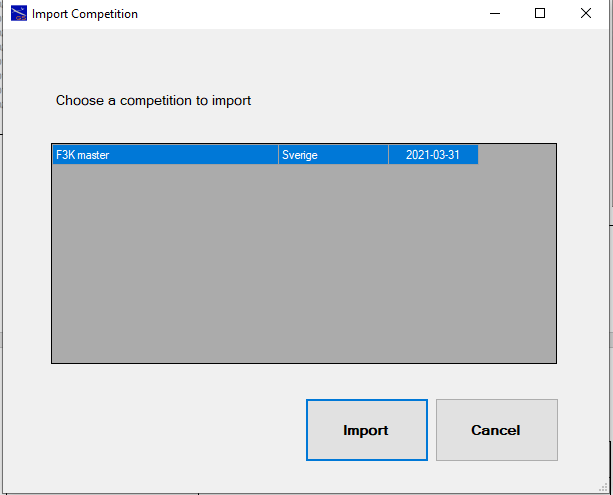 Import Competition
Choose a competition to import
F3K master Sverige 2021-03-31
Import Cancel